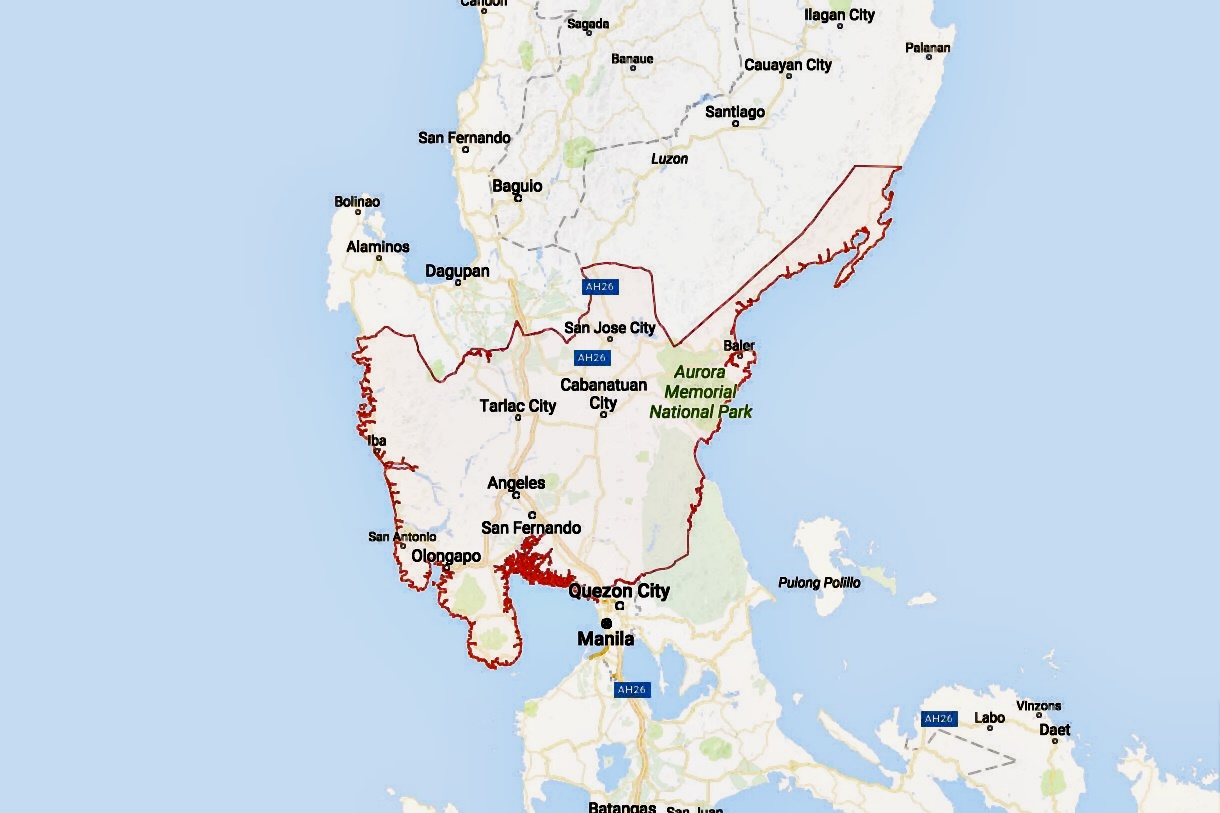 Candon
Sagada
Ilagan City
Banaue
Palanan
Cauayan City
Santiago
San Fernando
Luzon
Baguio
Bolinao
Alaminos
Dagupan
AH26
San Jose City
Baler
AH26
Aurora
Memorial
National Park
Cabanatuan
City
Tarlac City
Iba
Angeles
San Fernando
San Antonio
Olongapo
Quezon City
Pulong Polillo
Manila
AH26
Vinzons
AH26
Labo
Daet
Batangas
San Juan